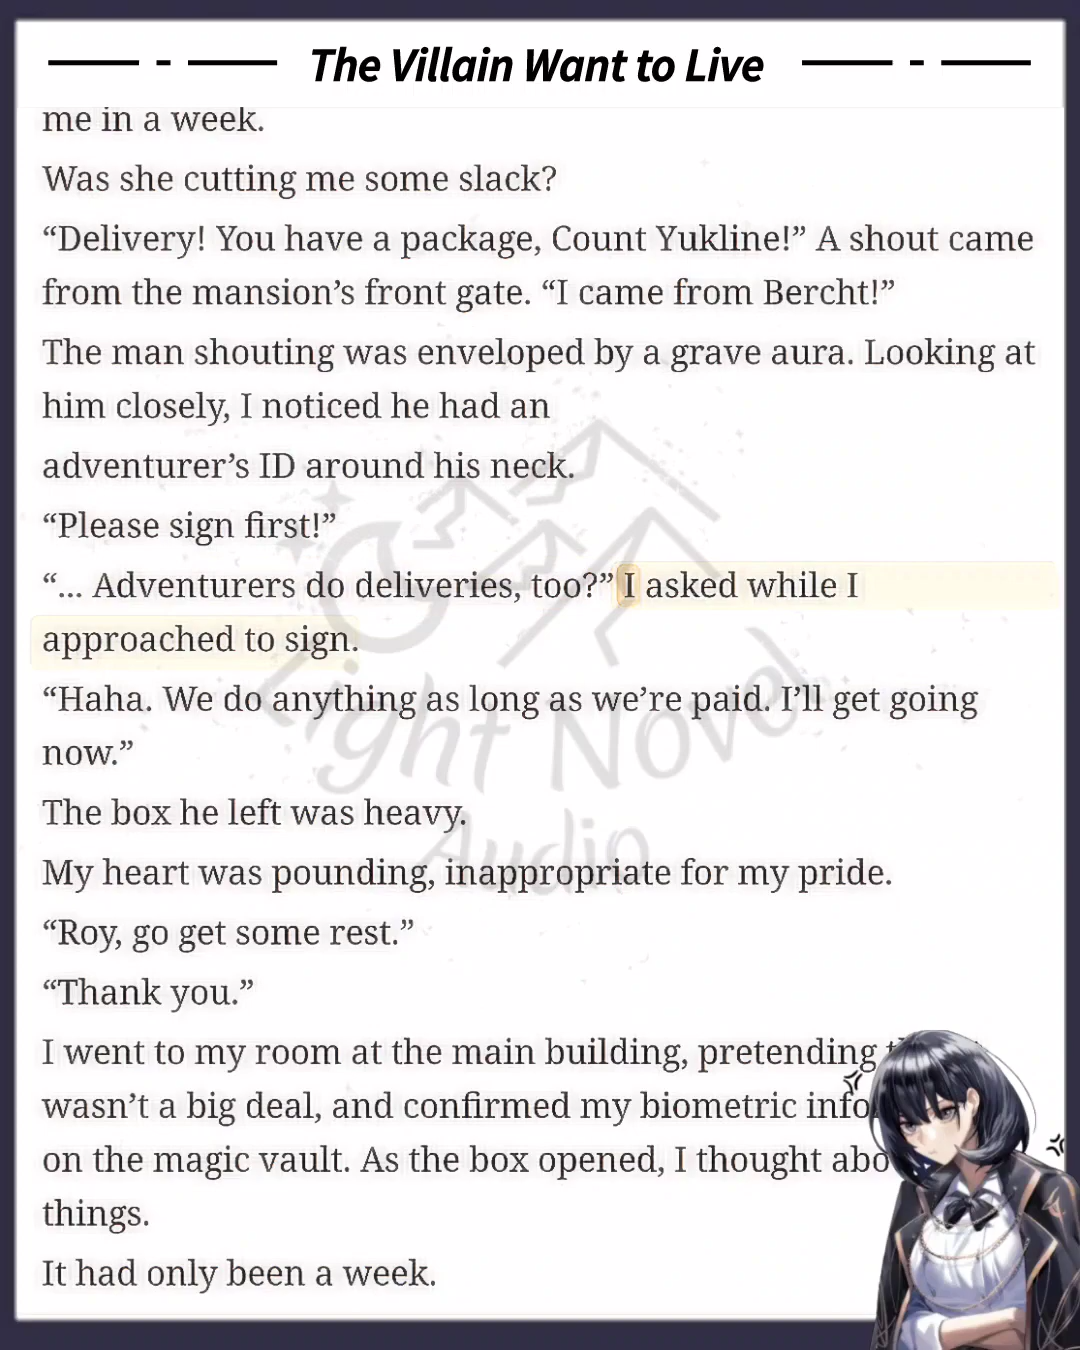 The Villain Want to Live
me in a week.
Was she cutting me some slack?
“Delivery! You have a package, Count Yukline!” A shout came
from the mansion’s front gate. “I came from Bercht!”
The man shouting was enveloped by a grave aura. Looking at
him closely, I noticed he had an
adventurer’s ID around his neck.
“Please sign first!”
“... Adventurers do deliveries, too?” I asked while I
approached to sign.
“Haha. We do anything as long as we’re paid. I’ll get going
now.”
The box he left was heavy.
My heart was pounding, inappropriate for my pride.
“Roy, go get some rest.”
“Thank you.”
I went to my room at the main building, pretending
wasn’t a big deal, and confirmed my biometric
on the magic vault. As the box opened, I thought
things.
It had only been a week.
Light Novel
Audio